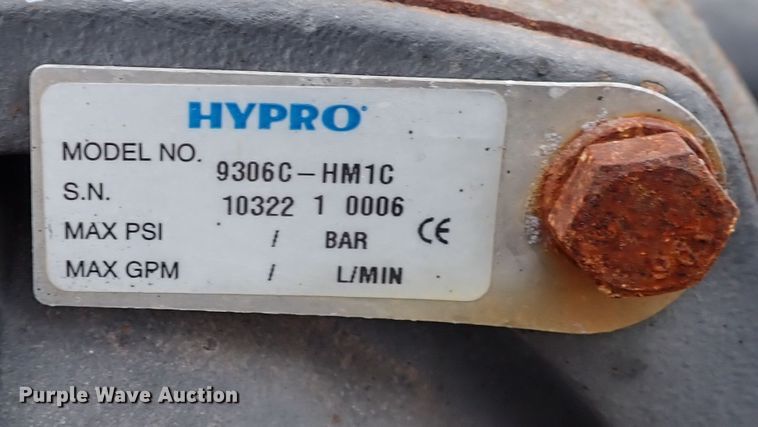 HYPRO
MODEL NO. 9306C-HM1C
S.N. 10322 1 0006
MAX PSI / BAR CE
MAX GPM / L/MIN
Purple Wave Auction